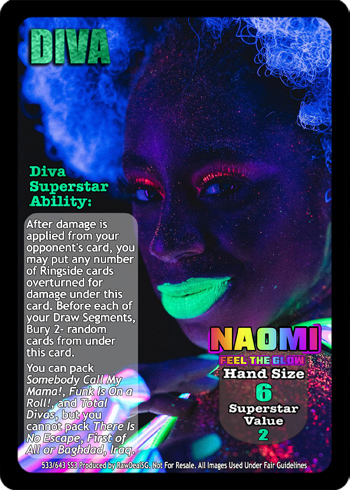 DIVA
Diva
Superstar
Ability:
After damage is
applied from your
opponent's card, you
may put any number
of Ringside cards
overturned for
damage under this
card. Before each of
your Draw Segments,
Bury 2- random
cards from under
this card.
You can pack
Somebody Call My
Mama!, Funk Is On a
Roll!, and Total
Divas, but you
cannot pack There Is
No Escape, First of
All or Baghdad, Iraq.
NAOMI
FEEL THE GLOW
Hand Size
6
Superstar
Value
2
533/643 SS3 Produced by RawDealSG. Not For Resale. All Images Used Under Fair Guidelines